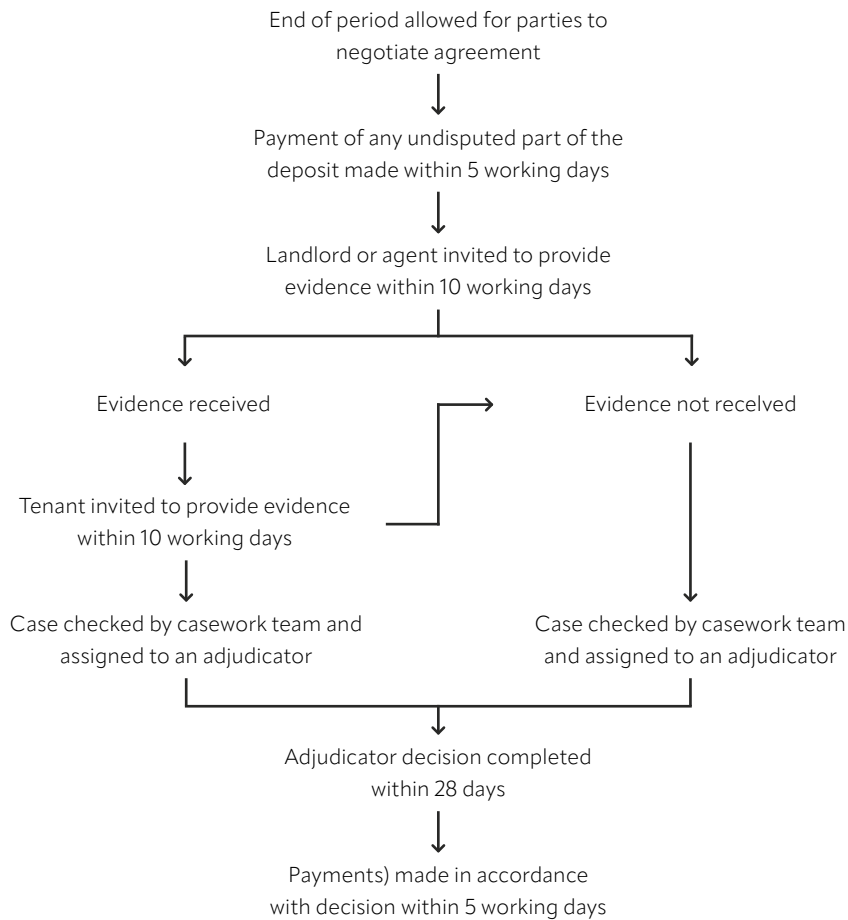 End of period allowed for parties to
negotiate agreement
Payment of any undisputed part of the
deposit made within 5 working days
Landlord or agent invited to provide
evidence within 10 working days
Evidence received
Evidence not recelved
Tenant invited to provide evidence
within 10 working days
Case checked by casework team and
assigned to an adjudicator
Case checked by casework team
and assigned to an adjudicator
Adjudicator decision completed
within 28 days
Payments) made in accordance
with decision within 5 working days